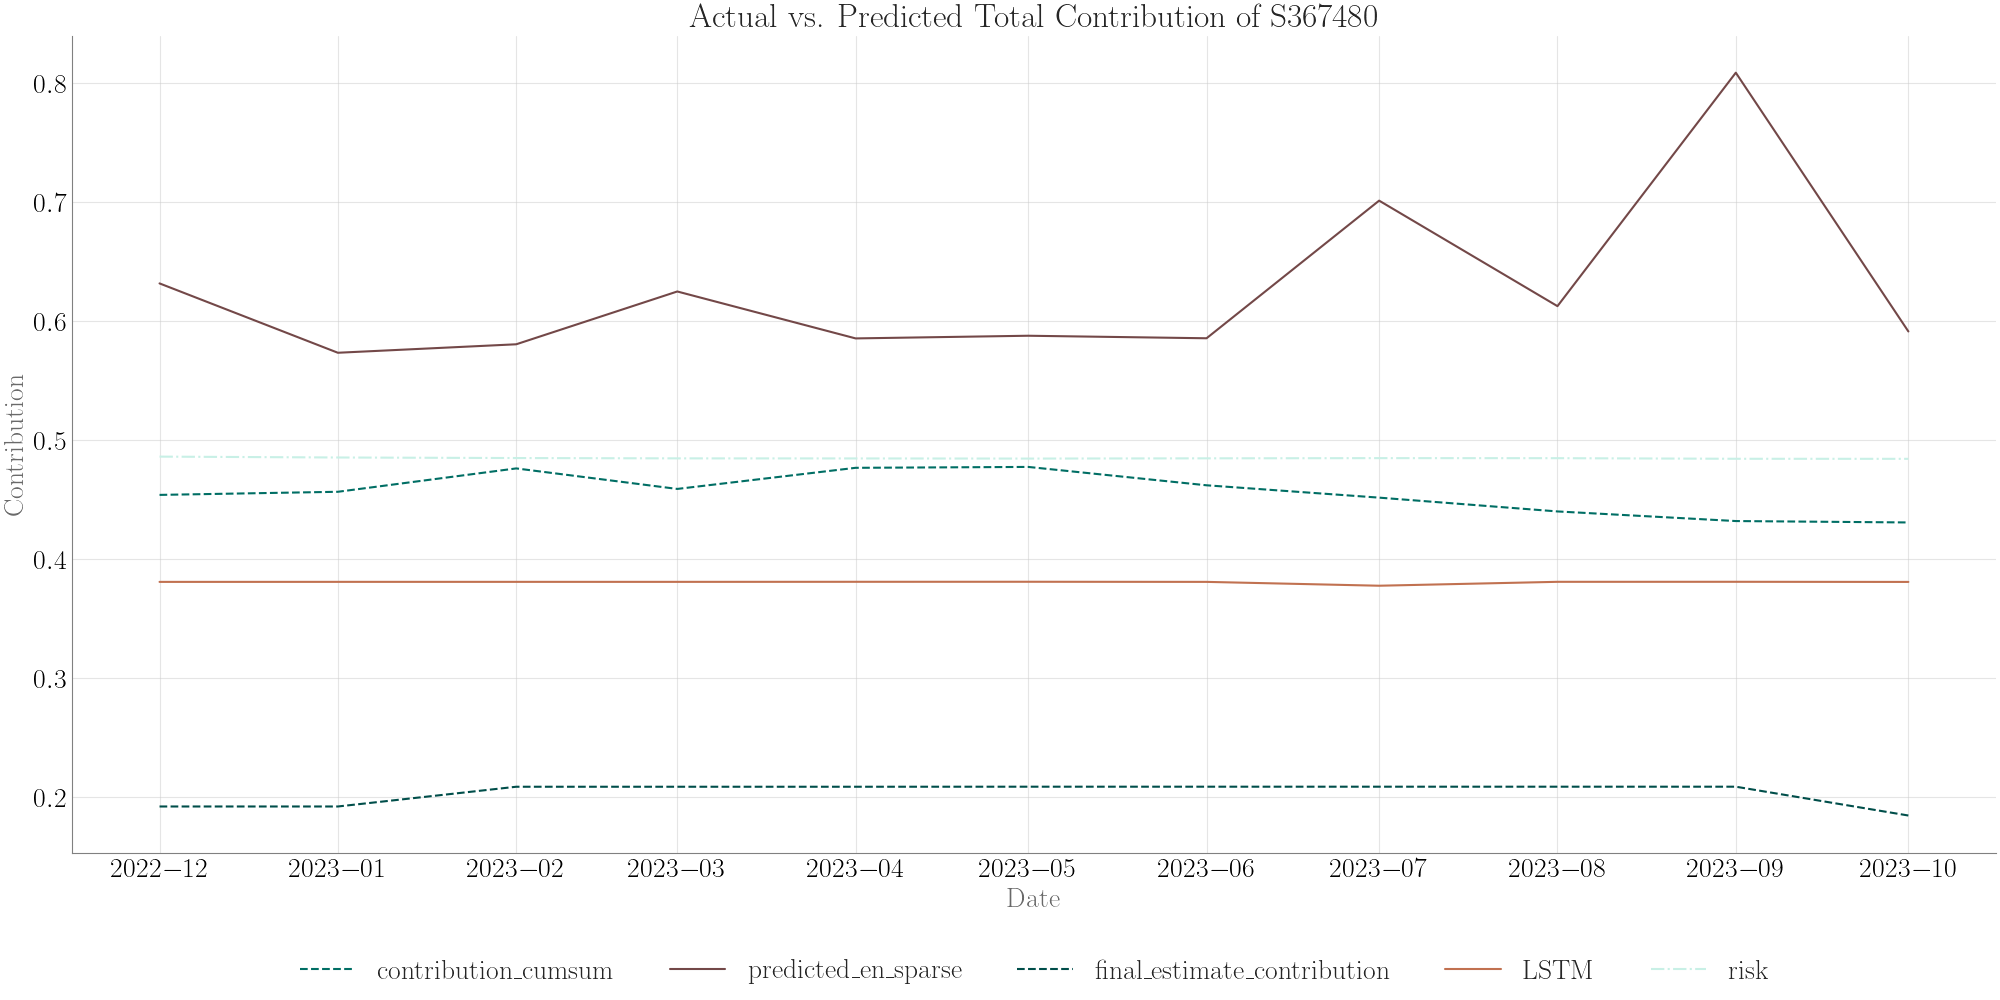 Actual vs. Predicted Total Contribution of S367480
Contribution
0.8
0.7
0.6
0.5
0.4
0.3
0.2
2022−12 2023−01 2023−02 2023−03 2023−04 2023−05 2023−06 2023−07 2023−08 2023−09 2023−10
Date
contribution_cumsum predicted_en_sparse final_estimate_contribution LSTM risk